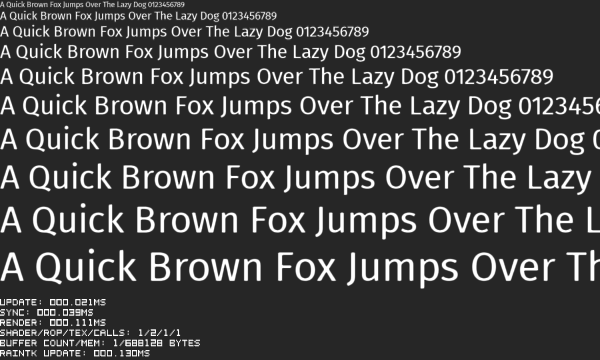 A Quick Brown Fox Jumps Over The Lazy Dog 0123456789
A Quick Brown Fox Jumps Over The Lazy Dog 0123456789
A Quick Brown Fox Jumps Over The Lazy Dog 0123456789
A Quick Brown Fox Jumps Over The Lazy Dog 0123456789
A Quick Brown Fox Jumps Over The Lazy Dog 0123456789
A Quick Brown Fox Jumps Over The Lazy Dog 0123456
A Quick Brown Fox Jumps Over The Lazy Dog 0
A Quick Brown Fox Jumps Over The Lazy
A Quick Brown Fox Jumps Over The L
A Quick Brown Fox Jumps Over Th
UPDATE: 000.021MS
SYNC: 000.039MS
RENDER: 000.111MS
SHADER/ROP/TEX/CALLS: 1/2/1/1
BUFFER COUNT/MEM: 1/688128 BYTES
RAINTK UPDATE: 000.130MS